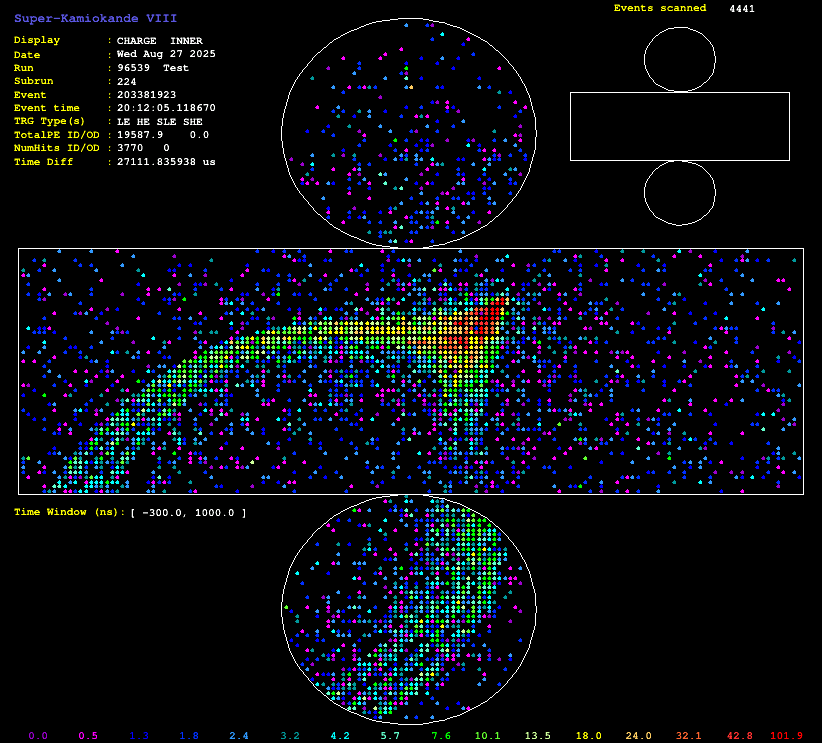 Super-Kamiokande VIII
Events scanned 4441
Display : CHARGE INNER
Date : Wed Aug 27 2025
Run : 96539 Test
Subrun : 224
Event : 203381923
Event time : 20:12:05.118670
TRG Type(s) : LE HE SLE SHE
TotalPE ID/OD : 19587.9 0.0
NumHits ID/OD : 3770 0
Time Diff : 27111.835938 us
Time Window (ns): [ -300.0, 1000.0 ]
0.0 0.5 1.3 1.8 2.4 3.2 4.2 5.7 7.6 10.1 13.5 18.0 24.0 32.1 42.8 101.9